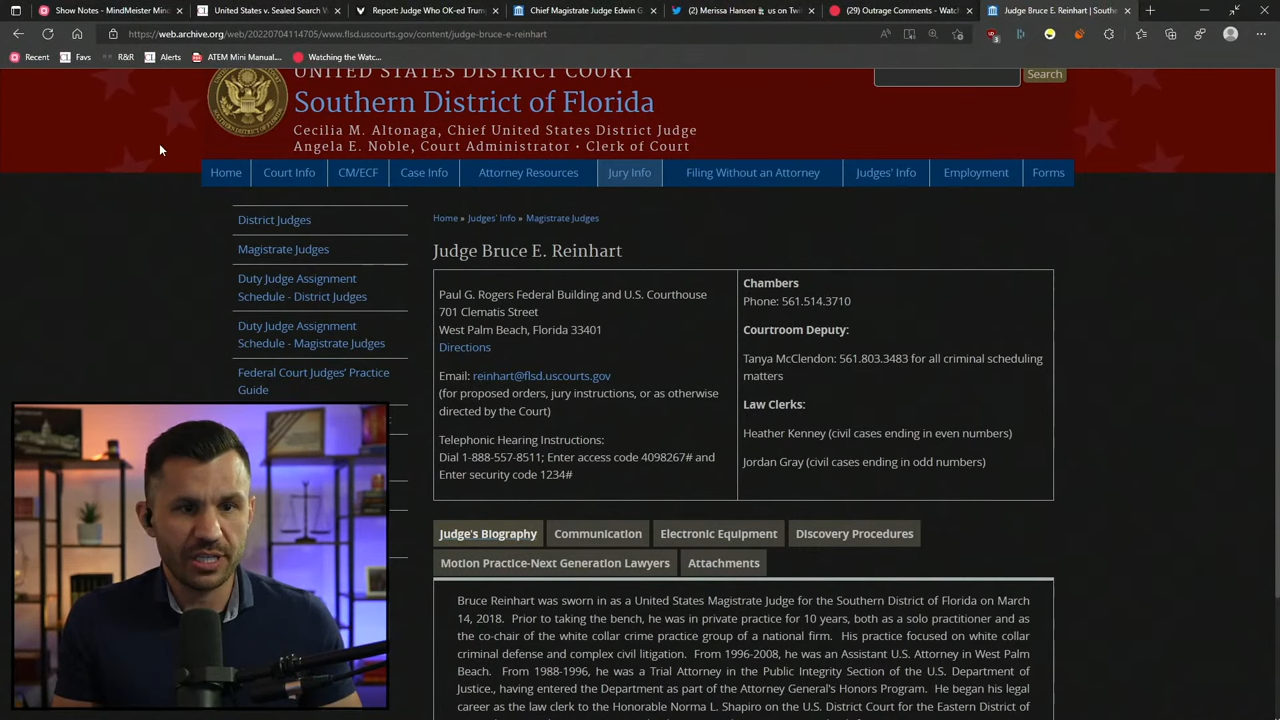 Show Notes - MindMeister Mind
United States v. Sealed Search W
Report: Judge Who OK-ed Trump
Chief Magistrate Judge Edwin G
(2) Merissa Hansen us on Twi
(29) Outrage Comments - Watch
Judge Bruce E. Reinhart | Southe
https://web.archive.org/web/20220704114705/www.flsd.uscourts.gov/content/judge-bruce-e-reinhart
Recent
Favs
R&R
Alerts
ATEM Mini Manual....
Watching the Watc...
UNITED STATES DISTRICT COURT
Search
Southern District of Florida
Cecilia M. Altonaga, Chief United States District Judge
Angela E. Noble, Court Administrator • Clerk of Court
Home
Court Info
CM/ECF
Case Info
Attorney Resources
Jury Info
Filing Without an Attorney
Judges' Info
Employment
Forms
District Judges
Magistrate Judges
Duty Judge Assignment
Schedule - District Judges
Duty Judge Assignment
Schedule - Magistrate Judges
Federal Court Judges' Practice
Guide
Home » Judges' Info » Magistrate Judges
Judge Bruce E. Reinhart
Paul G. Rogers Federal Building and U.S. Courthouse
701 Clematis Street
West Palm Beach, Florida 33401
Directions
Email: reinhart@flsd.uscourts.gov
(for proposed orders, jury instructions, or as otherwise
directed by the Court)
Telephonic Hearing Instructions:
Dial 1-888-557-8511; Enter access code 4098267# and
Enter security code 1234#
Chambers
Phone: 561.514.3710
Courtroom Deputy:
Tanya McClendon: 561.803.3483 for all criminal scheduling
matters
Law Clerks:
Heather Kenney (civil cases ending in even numbers)
Jordan Gray (civil cases ending in odd numbers)
Judge's Biography
Communication
Electronic Equipment
Discovery Procedures
Motion Practice-Next Generation Lawyers
Attachments
Bruce Reinhart was sworn in as a United States Magistrate Judge for the Southern District of Florida on March
14, 2018. Prior to taking the bench, he was in private practice for 10 years, both as a solo practitioner and as
the co-chair of the white collar crime practice group of a national firm. His practice focused on white collar
criminal defense and complex civil litigation. From 1996-2008, he was an Assistant U.S. Attorney in West Palm
Beach. From 1988-1996, he was a Trial Attorney in the Public Integrity Section of the U.S. Department of
Justice., having entered the Department as part of the Attorney General's Honors Program. He began his legal
career as the law clerk to the Honorable Norma L. Shapiro on the U.S. District Court for the Eastern District of